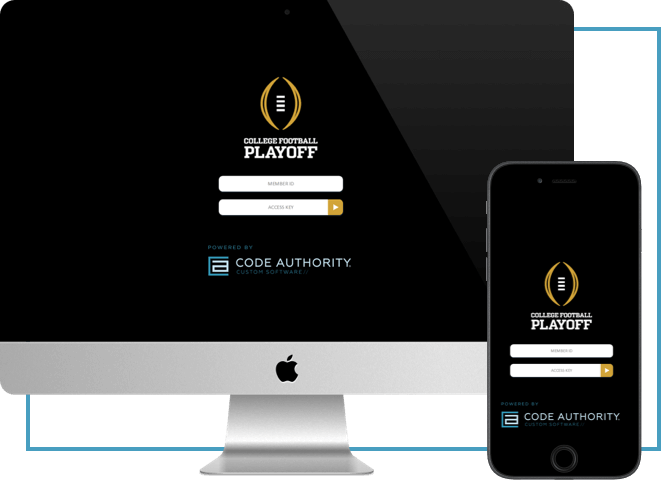 COLLEGE FOOTBALL
PLAYOFF
MEMBER ID
ACCESS KEY
POWERED BY
CODE AUTHORITY.
CUSTOM SOFTWARE//
COLLEGE FOOTBALL
PLAYOFF
MEMBER ID
ACCESS KEY
POWERED BY
CODE AUTHORITY.
CUSTOM SOFTWARE//